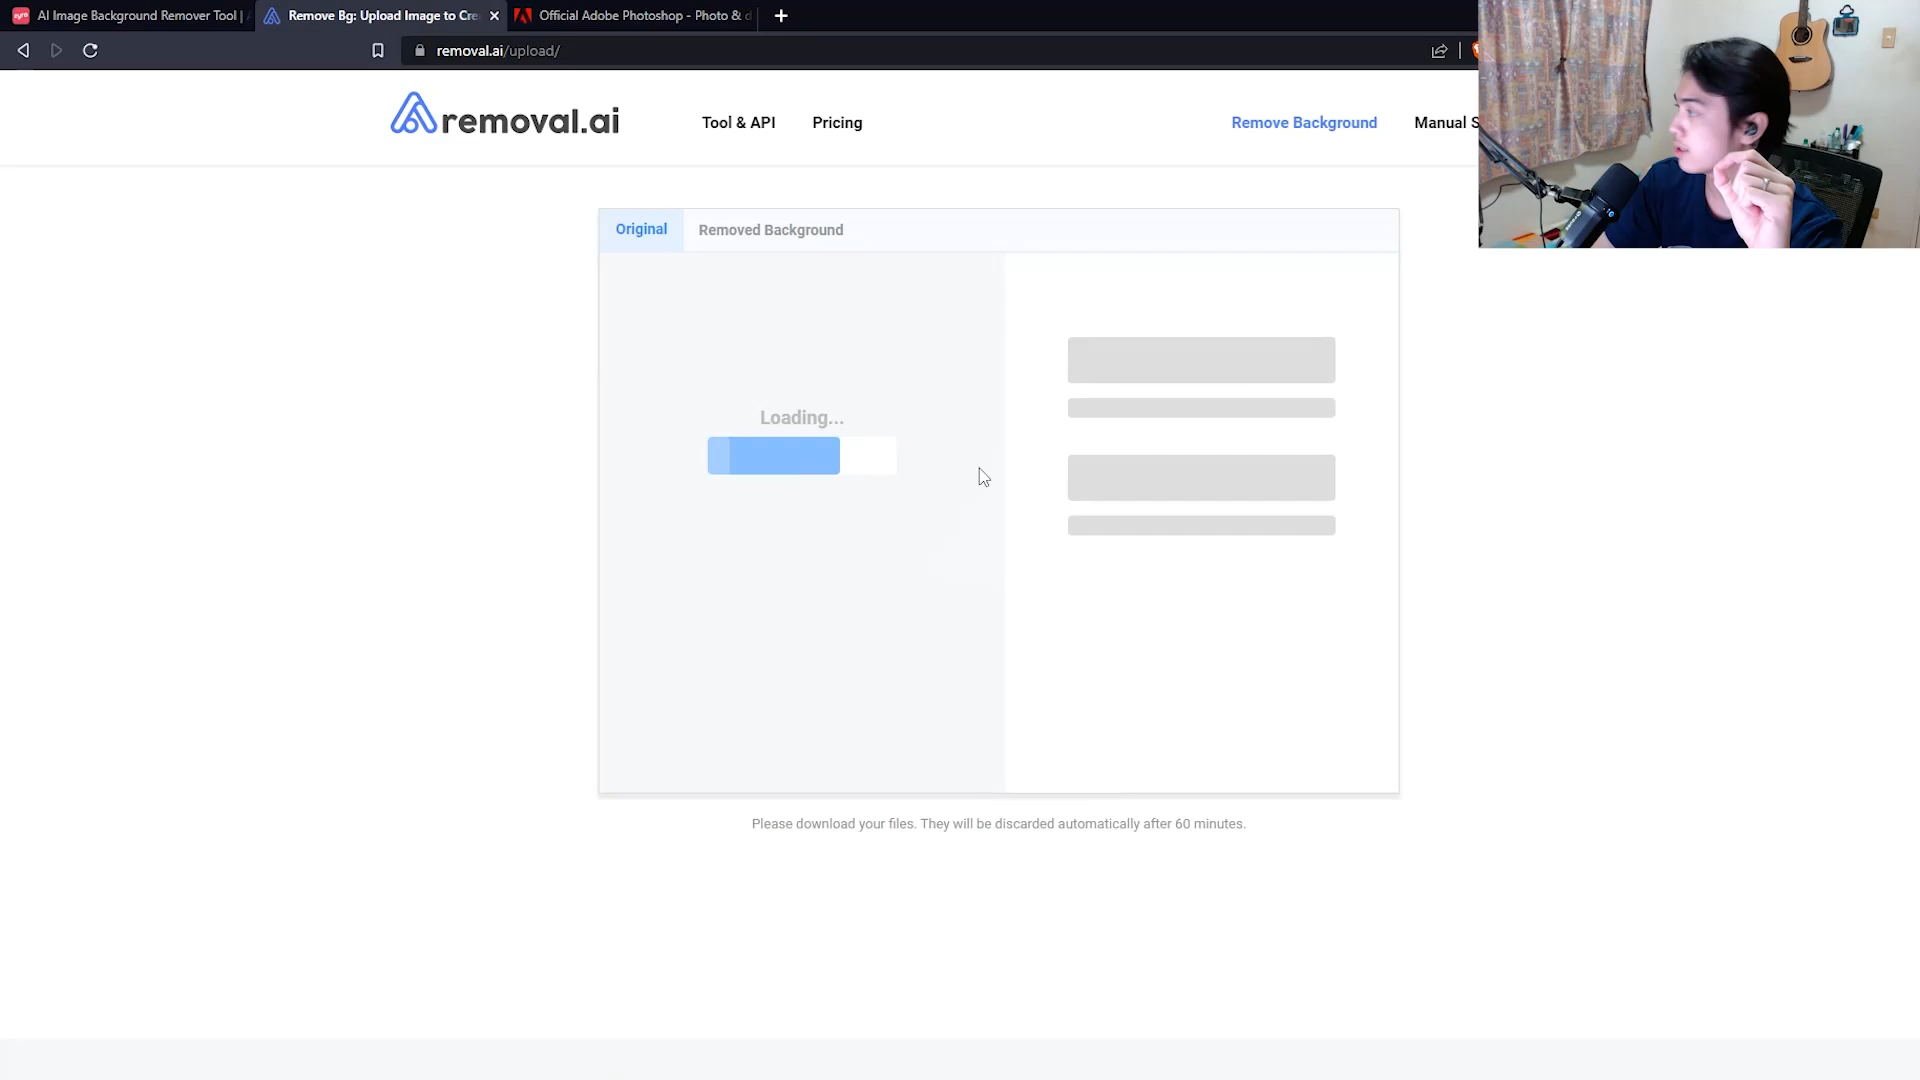 AI Image Background Remover Tool |
Remove Bg: Upload Image to Cre
Official Adobe Photoshop - Photo & d
removal.ai/upload/
removal.ai
Tool & API
Pricing
Remove Background
Manual S
Original
Removed Background
Loading...
Please download your files. They will be discarded automatically after 60 minutes.